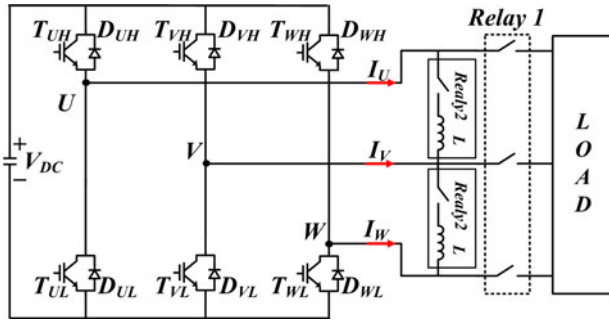 Relay 1
T_UH D_UH T_VH D_VH T_WH D_WH
I_U
U
Realy2 L
V I_V
V_DC
+
−
L
O
A
D
Realy2 L
W I_W
T_UL D_UL T_VL D_VL T_WL D_WL